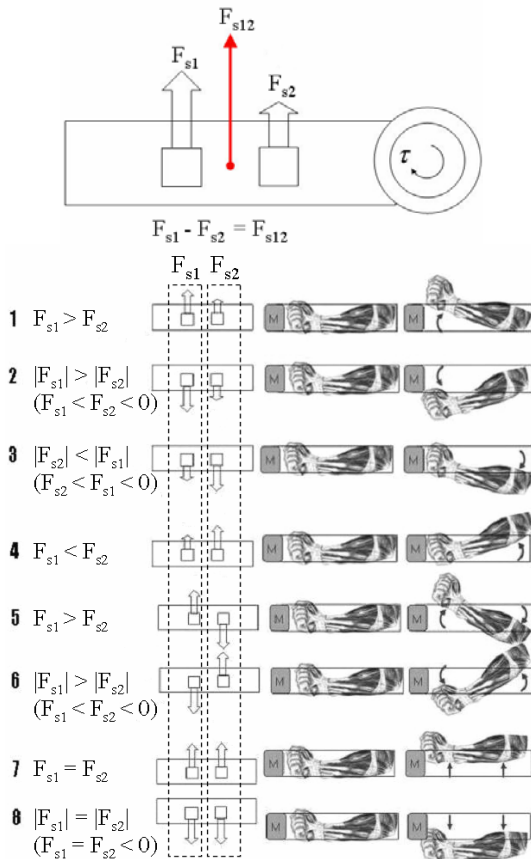 F_s12
F_s1
F_s2
τ
F_s1 - F_s2 = F_s12
F_s1 F_s2
1 F_s1 > F_s2
M M
2 |F_s1| > |F_s2|
(F_s1 < F_s2 < 0)
M M
3 |F_s2| < |F_s1|
(F_s2 < F_s1 < 0)
M M
4 F_s1 < F_s2
M M
5 F_s1 > F_s2
M M
6 |F_s1| > |F_s2|
(F_s1 < F_s2 < 0)
M M
7 F_s1 = F_s2
M M
8 |F_s1| = |F_s2|
(F_s1 = F_s2 < 0)
M M